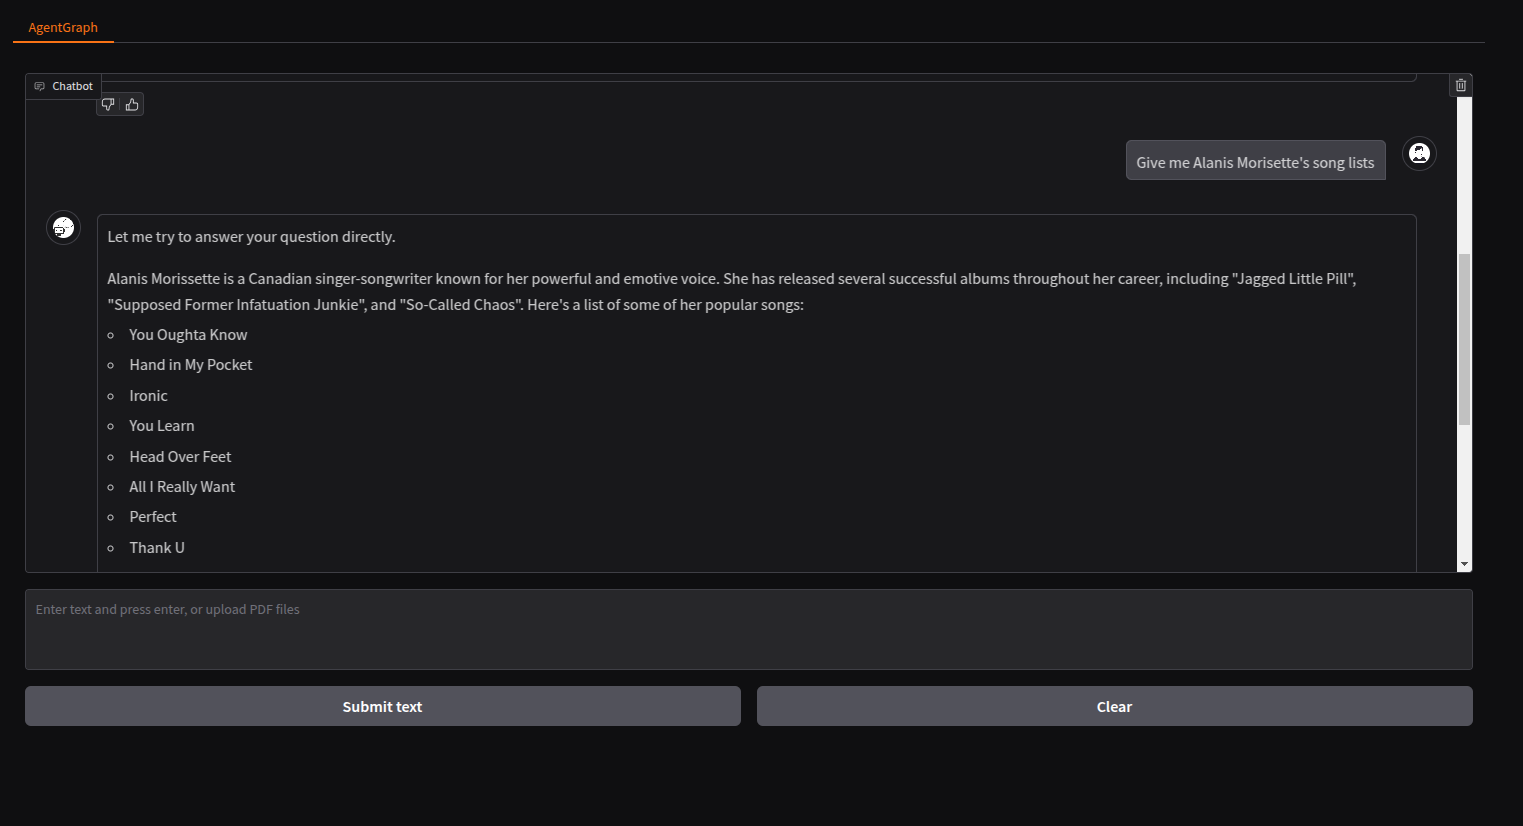 AgentGraph
Chatbot
Give me Alanis Morisette's song lists
Let me try to answer your question directly.
Alanis Morissette is a Canadian singer-songwriter known for her powerful and emotive voice. She has released several successful albums throughout her career, including "Jagged Little Pill",
"Supposed Former Infatuation Junkie", and "So-Called Chaos". Here's a list of some of her popular songs:
You Oughta Know
Hand in My Pocket
Ironic
You Learn
Head Over Feet
All I Really Want
Perfect
Thank U
Enter text and press enter, or upload PDF files
Submit text
Clear